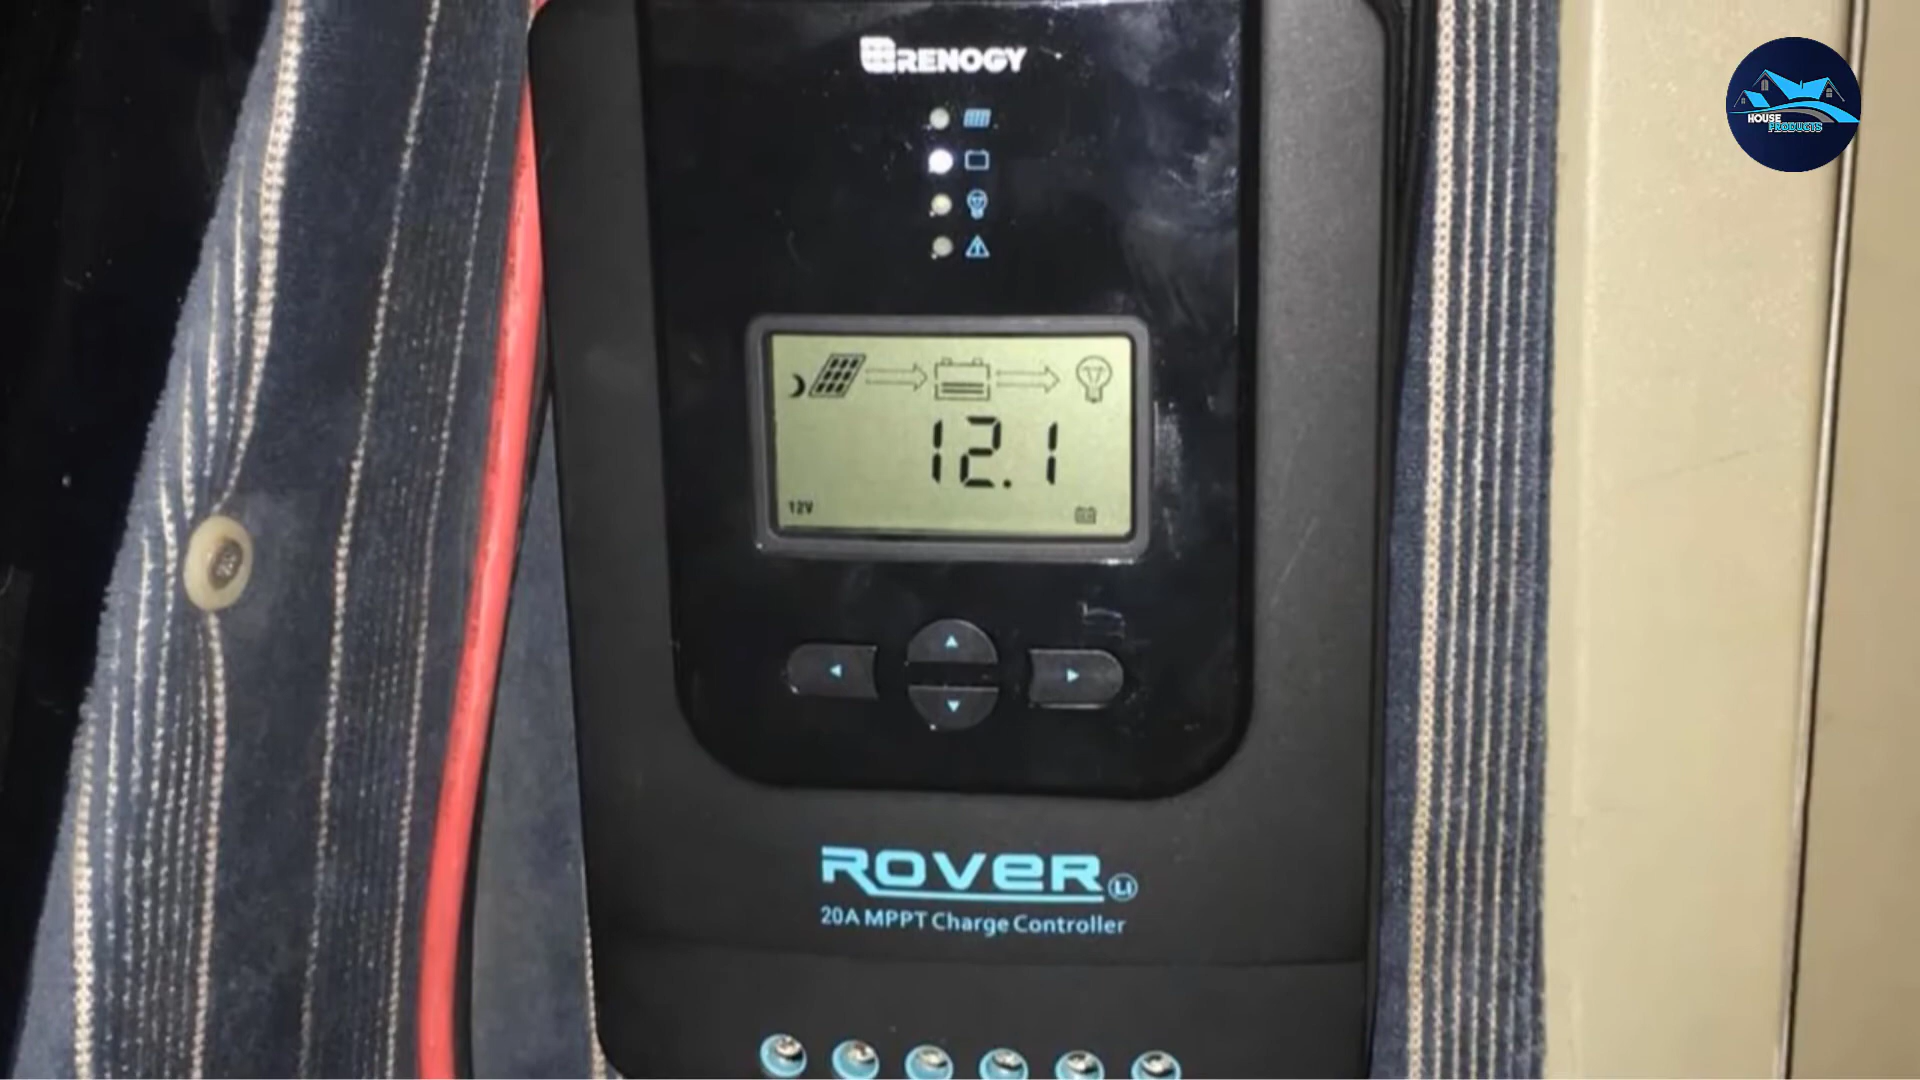 RENOGY
HOUSE
PRODUCTS
12.1
12V
ROVER Li
20A MPPT Charge Controller